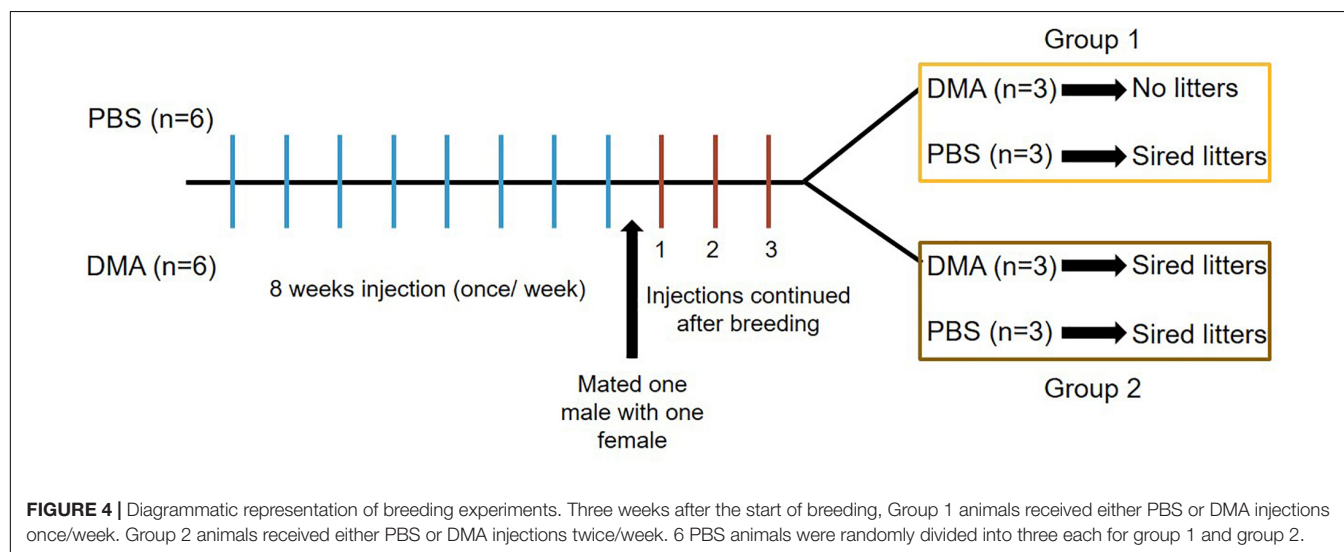 Group 1
DMA (n=3) No litters
PBS (n=3) Sired litters
PBS (n=6)
DMA (n=6)
8 weeks injection (once/ week)
1 2 3
Injections continued
after breeding
Mated one
male with one
female
DMA (n=3) Sired litters
PBS (n=3) Sired litters
Group 2
FIGURE 4 | Diagrammatic representation of breeding experiments. Three weeks after the start of breeding, Group 1 animals received either PBS or DMA injections
once/week. Group 2 animals received either PBS or DMA injections twice/week. 6 PBS animals were randomly divided into three each for group 1 and group 2.